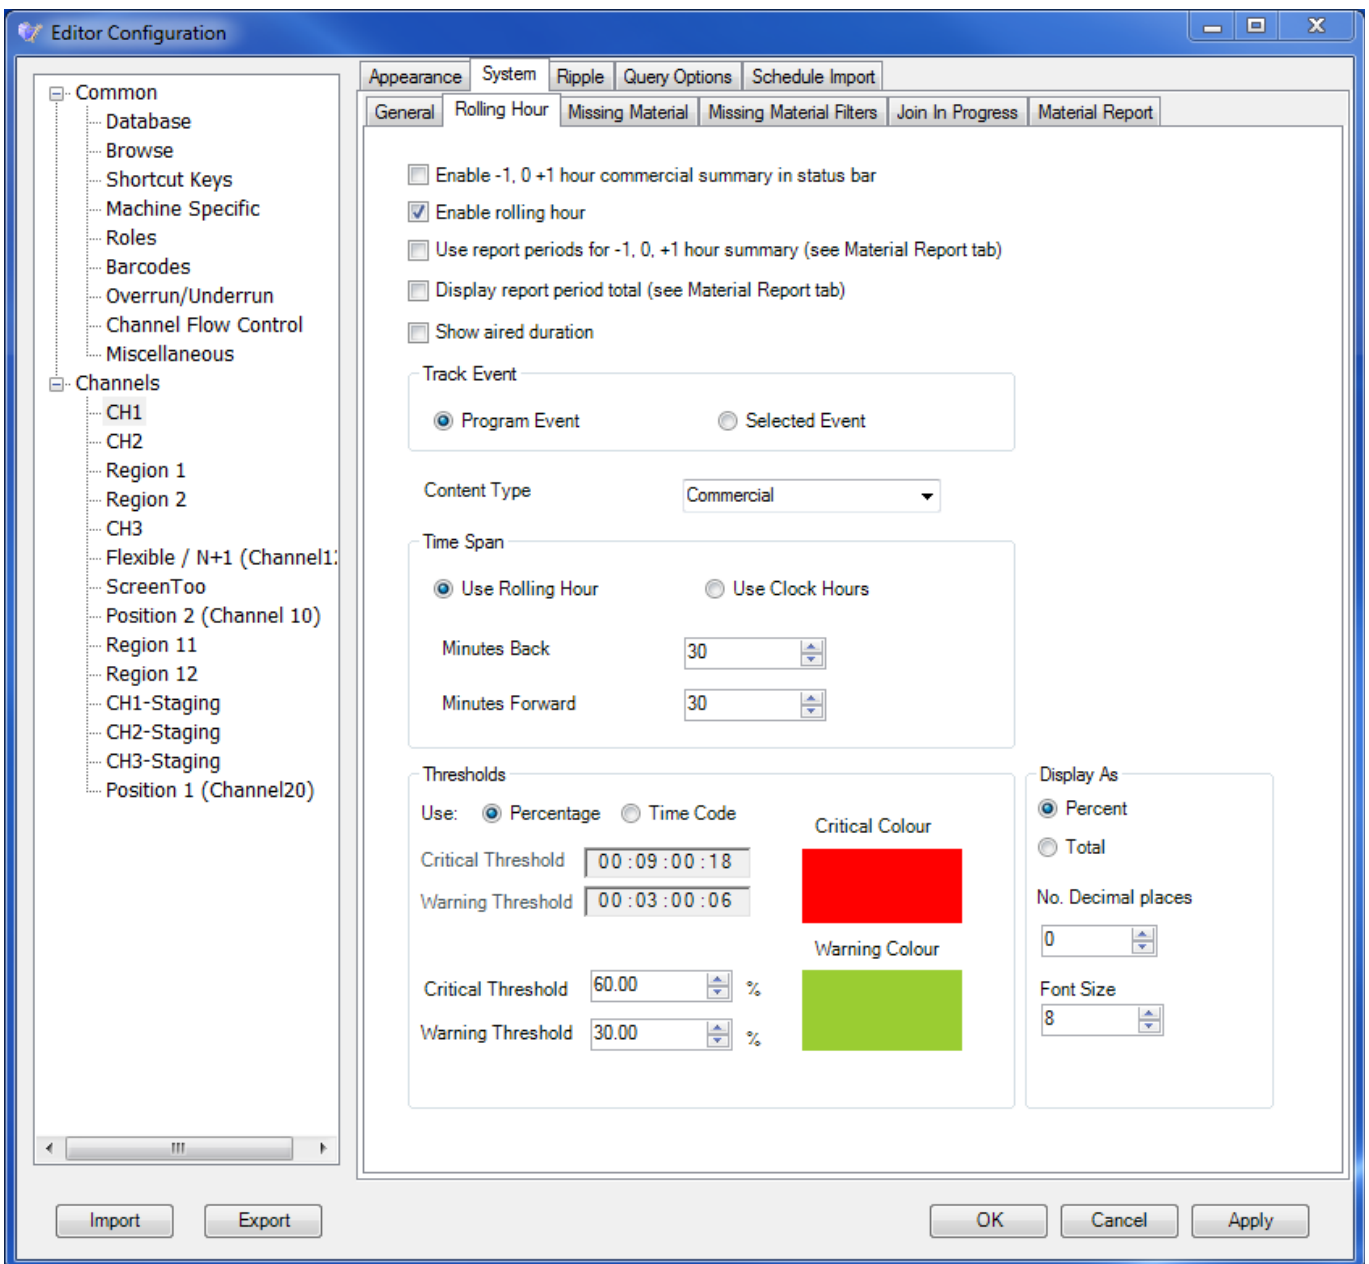 Editor Configuration
Common
Database
Browse
Shortcut Keys
Machine Specific
Roles
Barcodes
Overrun/Underrun
Channel Flow Control
Miscellaneous
Channels
CH1
CH2
Region 1
Region 2
CH3
Flexible / N+1 (Channel1
ScreenToo
Position 2 (Channel 10)
Region 11
Region 12
CH1-Staging
CH2-Staging
CH3-Staging
Position 1 (Channel20)
Import Export
Appearance System Ripple Query Options Schedule Import
General Rolling Hour Missing Material Missing Material Filters Join In Progress Material Report
Enable -1, 0 +1 hour commercial summary in status bar
Enable rolling hour
Use report periods for -1, 0, +1 hour summary (see Material Report tab)
Display report period total (see Material Report tab)
Show aired duration
Track Event
Program Event Selected Event
Content Type Commercial
Time Span
Use Rolling Hour Use Clock Hours
Minutes Back 30
Minutes Forward 30
Thresholds
Use: Percentage Time Code
Critical Threshold 00:09:00:18
Warning Threshold 00:03:00:06
Critical Threshold 60.00 %
Warning Threshold 30.00 %
Critical Colour
Warning Colour
Display As
Percent
Total
No. Decimal places
0
Font Size
8
OK Cancel Apply